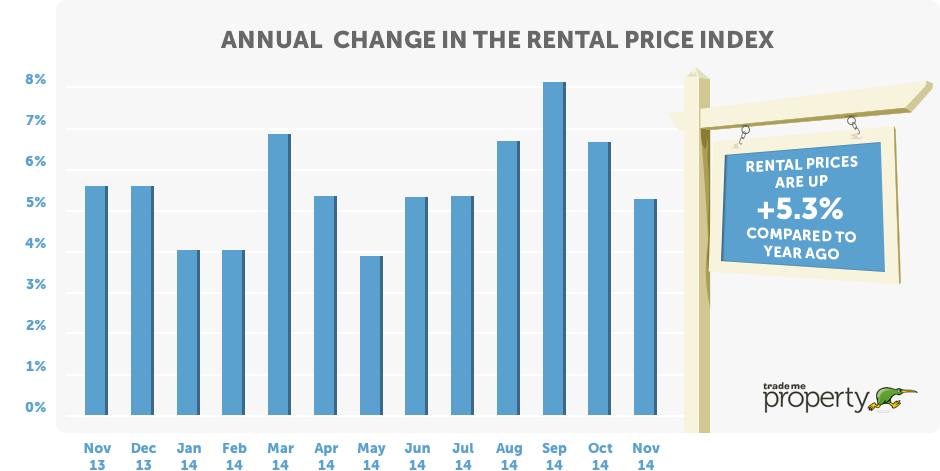 ANNUAL CHANGE IN THE RENTAL PRICE INDEX
8%
7%
6%
5%
4%
3%
2%
1%
0%
Nov 13
Dec 13
Jan 14
Feb 14
Mar 14
Apr 14
May 14
Jun 14
Jul 14
Aug 14
Sep 14
Oct 14
Nov 14
RENTAL PRICES
ARE UP
+5.3%
COMPARED TO
YEAR AGO
trade me
property